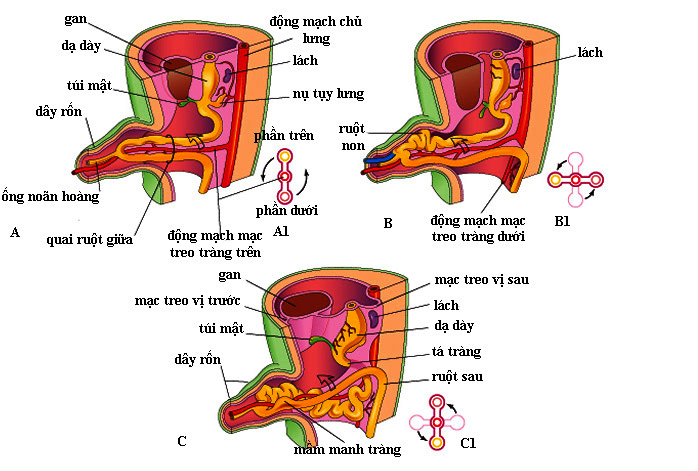 gan
dạ dày
túi mật
dây rốn
ống noãn hoàng
A
quai ruột giữa
động mạch chủ
lưng
lách
nụ tụy lưng
phần trên
phần dưới
A1
động mạch mạc
treo tràng trên
B
lách
ruột
non
B
động mạch mạc
treo tràng dưới
B1
gan
mạc treo vị trước
túi mật
dây rốn
C
mầm manh tràng
mạc treo vị sau
lách
dạ dày
tá tràng
ruột sau
C1